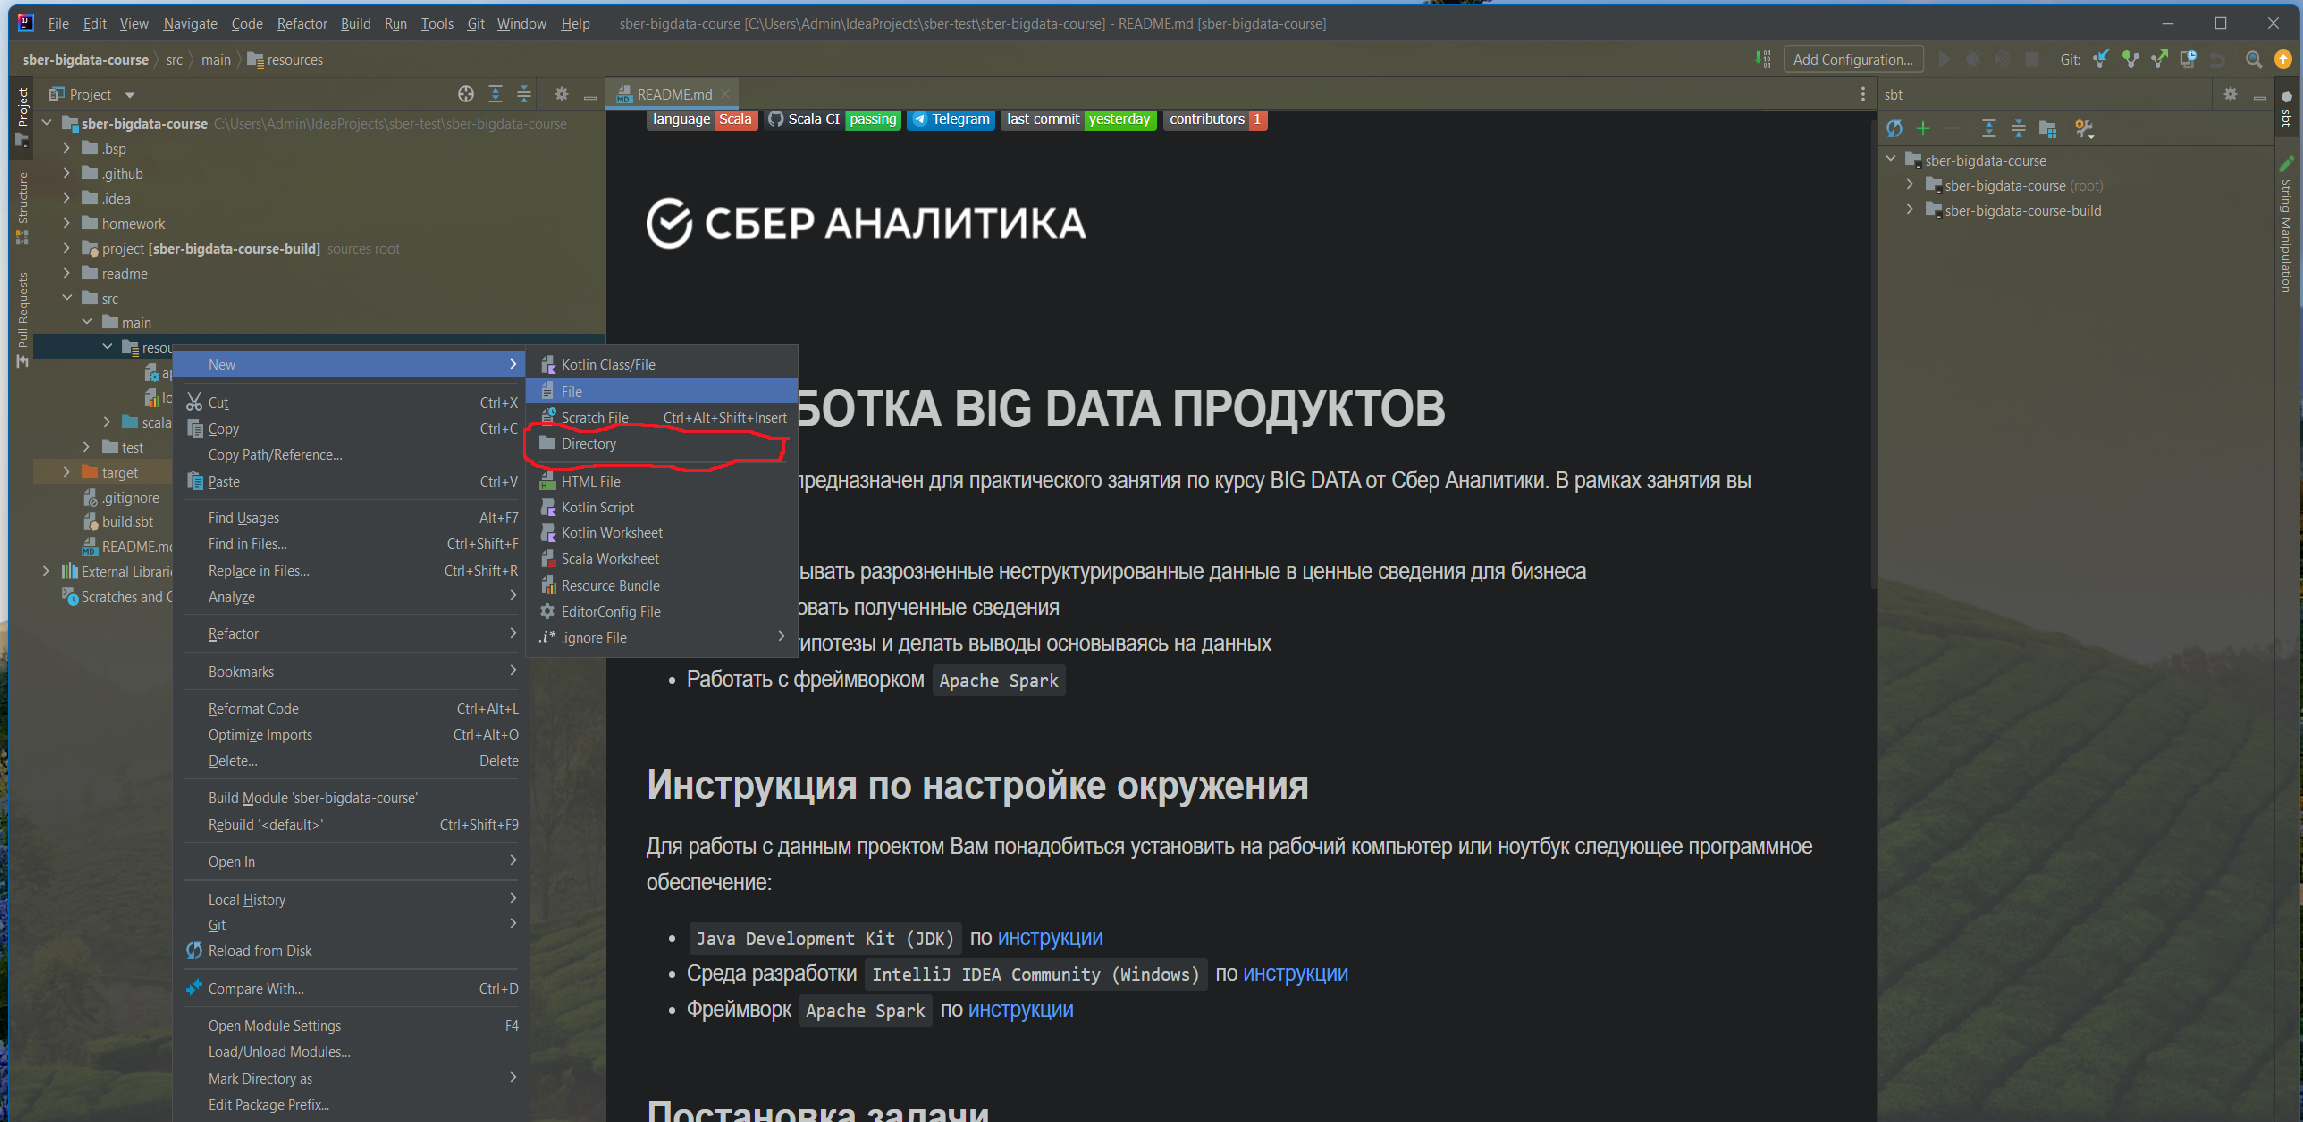 File Edit View Navigate Code Refactor Build Run Tools Git Window Help sber-bigdata-course [C:\Users\Admin\IdeaProjects\sber-test\sber-bigdata-course] - README.md [sber-bigdata-course]
sber-bigdata-course src main resources Add Configuration... Git:
Project README.md sbt
sber-bigdata-course C:\Users\Admin\IdeaProjects\sber-test\sber-bigdata-course
.bsp
.github
.idea
homework
project [sber-bigdata-course-build] sources root
readme
src
main
resou
ap
lo
scala
test
target
.gitignore
build.sbt
README.mc
External Librari
Scratches and C
Project
Structure
Pull Requests
New
Cut Ctrl+X
Copy Ctrl+C
Copy Path/Reference...
Paste Ctrl+V
Find Usages Alt+F7
Find in Files... Ctrl+Shift+F
Replace in Files... Ctrl+Shift+R
Analyze
Refactor
Bookmarks
Reformat Code Ctrl+Alt+L
Optimize Imports Ctrl+Alt+O
Delete... Delete
Build Module 'sber-bigdata-course'
Rebuild '<default>' Ctrl+Shift+F9
Open In
Local History
Git
Reload from Disk
Compare With... Ctrl+D
Open Module Settings F4
Load/Unload Modules...
Mark Directory as
Edit Package Prefix...
Kotlin Class/File
File
Scratch File Ctrl+Alt+Shift+Insert
Directory
HTML File
Kotlin Script
Kotlin Worksheet
Scala Worksheet
Resource Bundle
EditorConfig File
.i* .ignore File
language Scala Scala CI passing Telegram last commit yesterday contributors 1
СБЕР АНАЛИТИКА
БОТКА BIG DATA ПРОДУКТОВ
предназначен для практического занятия по курсу BIG DATA от Сбер Аналитики. В рамках занятия вы
ывать разрозненные неструктурированные данные в ценные сведения для бизнеса
овать полученные сведения
ипотезы и делать выводы основываясь на данных
• Работать с фреймворком Apache Spark
Инструкция по настройке окружения
Для работы с данным проектом Вам понадобиться установить на рабочий компьютер или ноутбук следующее программное
обеспечение:
• Java Development Kit (JDK) по инструкции
• Среда разработки IntelliJ IDEA Community (Windows) по инструкции
• Фреймворк Apache Spark по инструкции
Постановка задачи
sber-bigdata-course
sber-bigdata-course (root)
sber-bigdata-course-build
sbt
String Manipulation